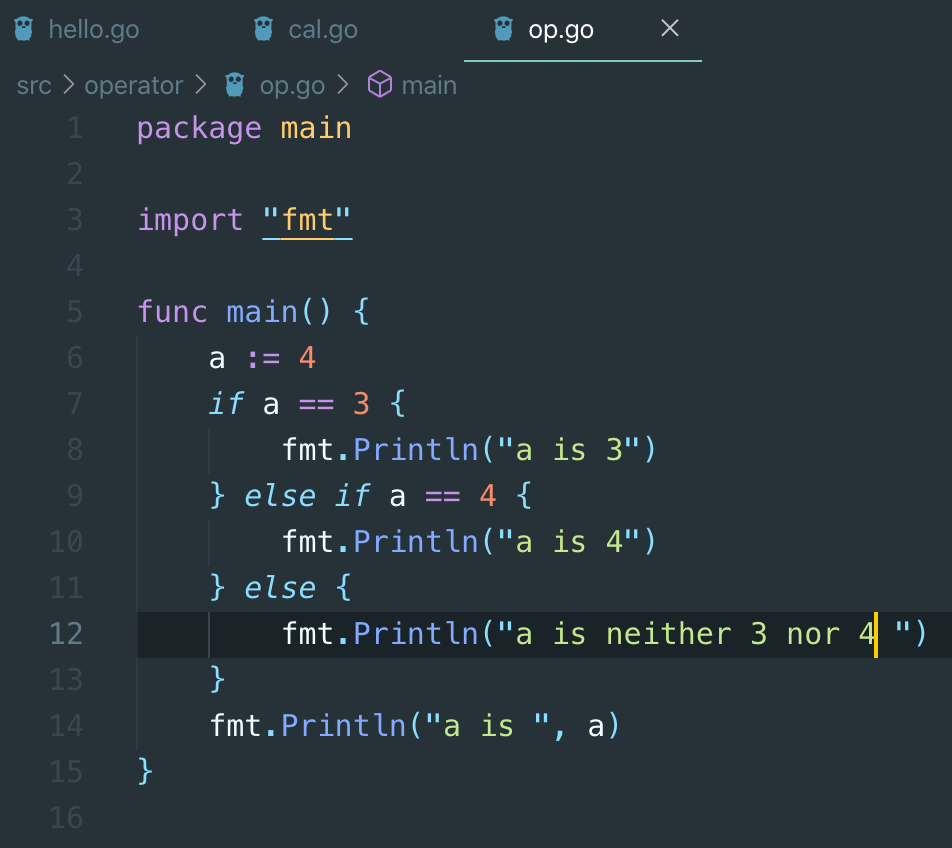 hello.go cal.go op.go ×
src > operator > op.go > main
1 package main
2
3 import "fmt"
4
5 func main() {
6     a := 4
7     if a == 3 {
8         fmt.Println("a is 3")
9     } else if a == 4 {
10         fmt.Println("a is 4")
11     } else {
12         fmt.Println("a is neither 3 nor 4 ")
13     }
14     fmt.Println("a is ", a)
15 }
16